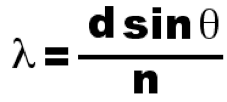 λ = d sin θ / n